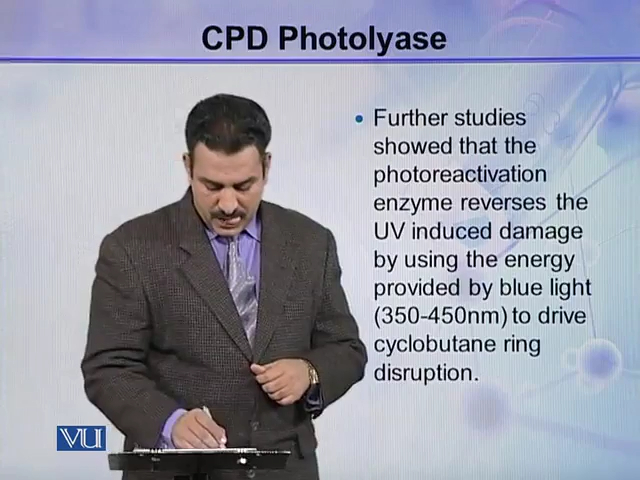 CPD Photolyase
• Further studies
showed that the
photoreactivation
enzyme reverses the
UV induced damage
by using the energy
provided by blue light
(350-450nm) to drive
cyclobutane ring
disruption.
VU